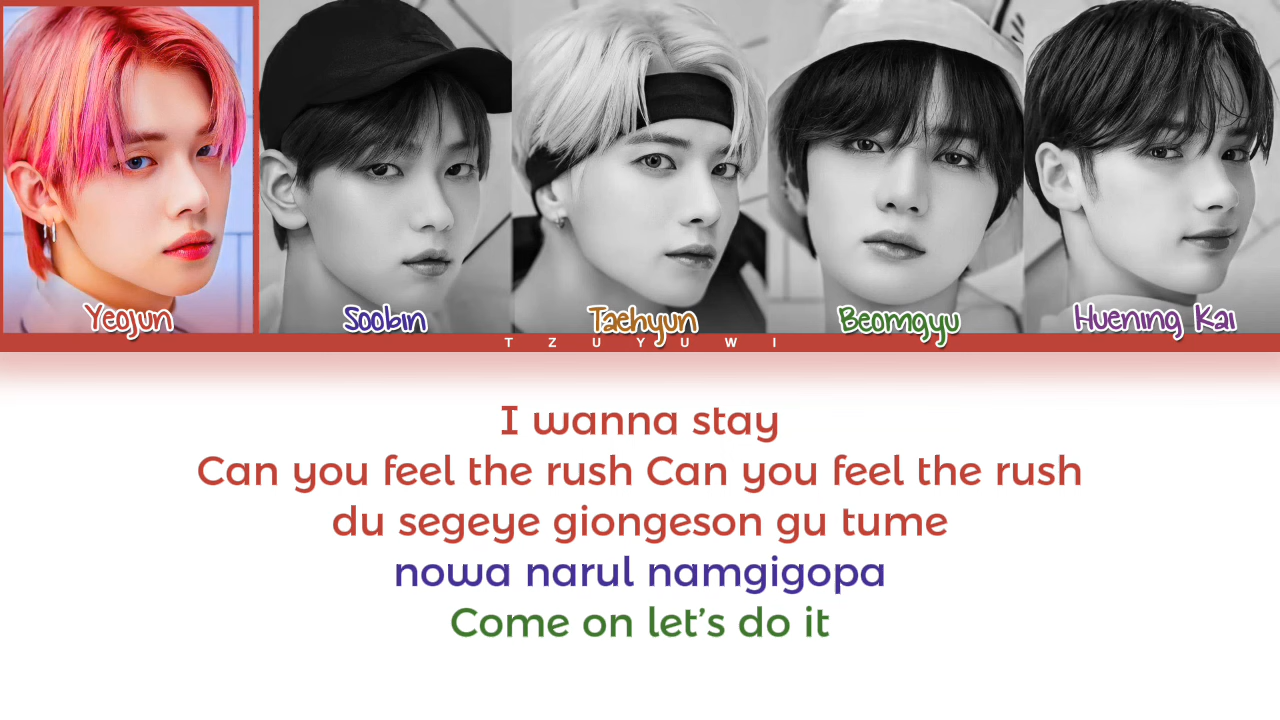 Yeojun Soobin Taehyun Beomgyu Huening Kai
TZUYUWI
I wanna stay
Can you feel the rush Can you feel the rush
du segeye giongeson gu tume
nowa narul namgigopa
Come on let's do it